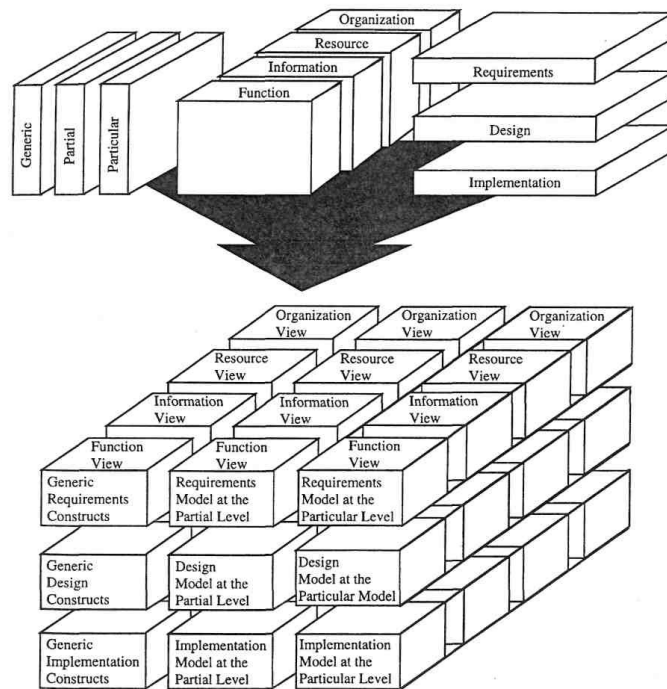 Organization
Resource
Information
Function
Generic
Partial
Particular
Requirements
Design
Implementation
Organization
View
Organization
View
Organization
View
Resource
View
Resource
View
Resource
View
Information
View
Information
View
Information
View
Function
View
Function
View
Function
View
Generic
Requirements
Constructs
Requirements
Model at the
Partial Level
Requirements
Model at the
Particular Level
Generic
Design
Constructs
Design
Model at the
Partial Level
Design
Model at the
Particular Model
Generic
Implementation
Constructs
Implementation
Model at the
Partial Level
Implementation
Model at the
Particular Level